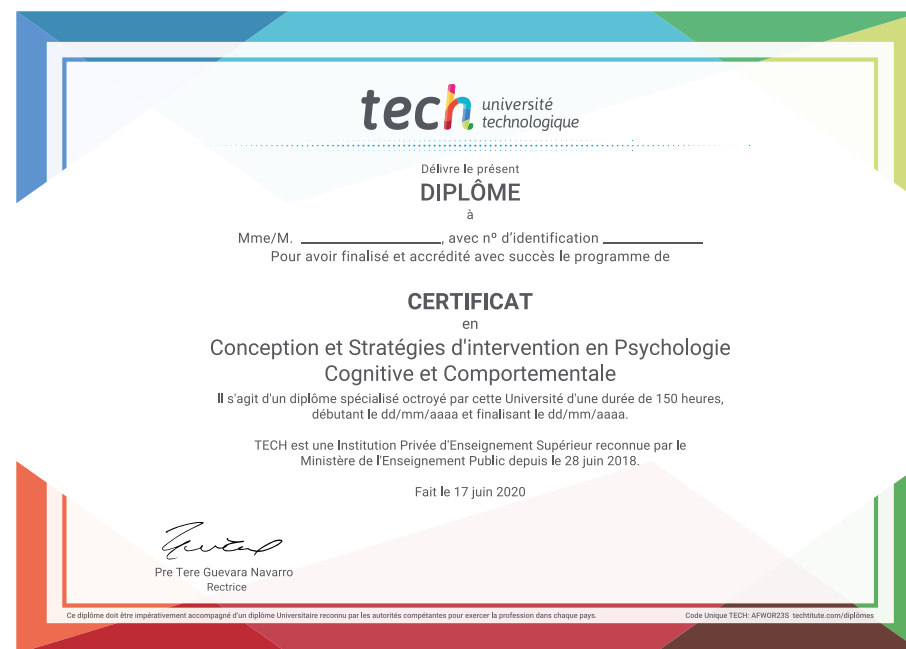 tech université
technologique
Délivre le présent
DIPLÔME
à
Mme/M. ____________________, avec nº d'identification ______________
Pour avoir finalisé et accrédité avec succès le programme de
CERTIFICAT
en
Conception et Stratégies d'intervention en Psychologie
Cognitive et Comportementale
Il s'agit d'un diplôme spécialisé octroyé par cette Université d'une durée de 150 heures,
débutant le dd/mm/aaaa et finalisant le dd/mm/aaaa.
TECH est une Institution Privée d'Enseignement Supérieur reconnue par le
Ministère de l'Enseignement Public depuis le 28 juin 2018.
Fait le 17 juin 2020
Pre Tere Guevara Navarro
Rectrice
Ce diplôme doit être impérativement accompagné d'un diplôme Universitaire reconnu par les autorités compétantes pour exercer la profession dans chaque pays.
Code Unique TECH: AFWOR23S techtitute.com/diplômes